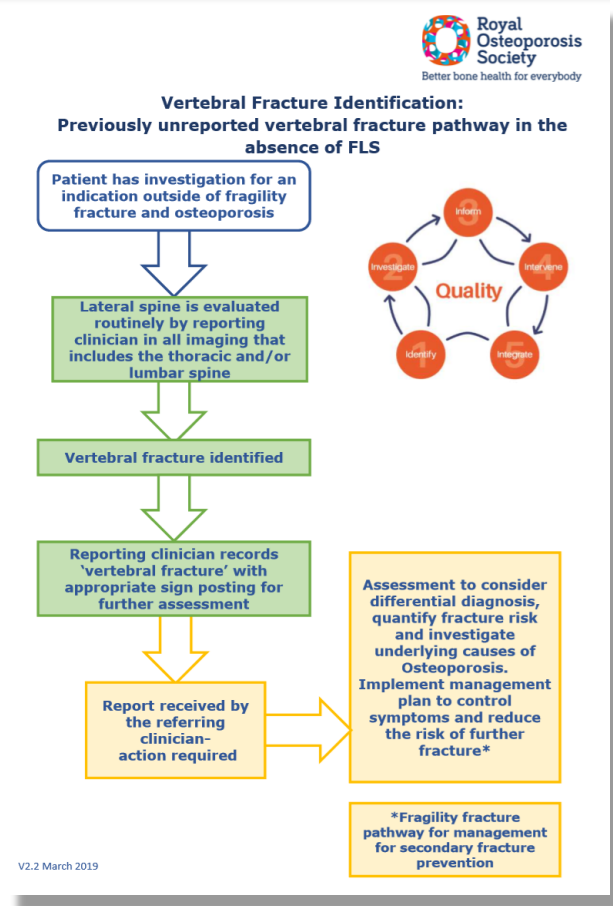 Royal
Osteoporosis
Society
Better bone health for everybody
Vertebral Fracture Identification:
Previously unreported vertebral fracture pathway in the
absence of FLS
Patient has investigation for an
indication outside of fragility
fracture and osteoporosis
Lateral spine is evaluated
routinely by reporting
clinician in all imaging that
includes the thoracic and/or
lumbar spine
Vertebral fracture identified
Reporting clinician records
‘vertebral fracture’ with
appropriate sign posting for
further assessment
Report received by
the referring
clinician-
action required
Assessment to consider
differential diagnosis,
quantify fracture risk
and investigate
underlying causes of
Osteoporosis.
Implement management
plan to control
symptoms and reduce
the risk of further
fracture*
*Fragility fracture
pathway for management
for secondary fracture
prevention
Quality
1
Identify
2
Investigate
3
Inform
4
Intervene
5
Integrate
V2.2 March 2019